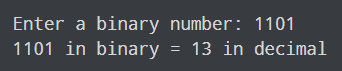 Enter a binary number: 1101
1101 in binary = 13 in decimal